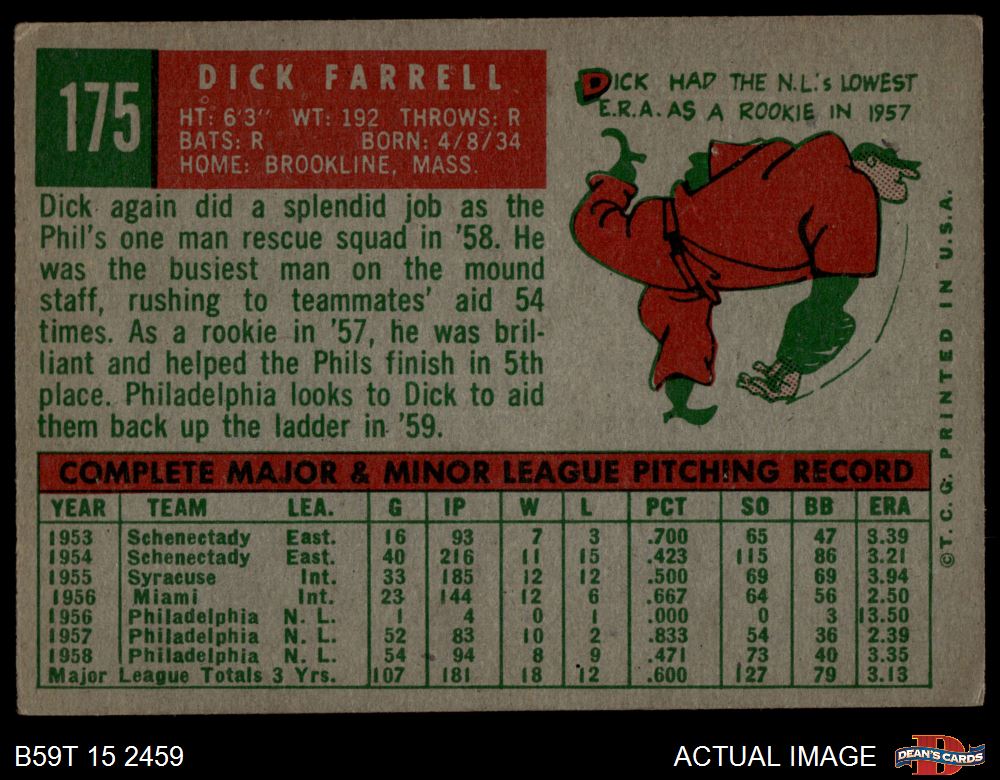 175
DICK FARRELL
HT: 6'3" WT: 192 THROWS: R
BATS: R BORN: 4/8/34
HOME: BROOKLINE, MASS.
DICK HAD THE N.L.'s LOWEST
E.R.A. AS A ROOKIE IN 1957
Dick again did a splendid job as the
Phil's one man rescue squad in '58. He
was the busiest man on the mound
staff, rushing to teammates' aid 54
times. As a rookie in '57, he was bril-
liant and helped the Phils finish in 5th
place. Philadelphia looks to Dick to aid
them back up the ladder in '59.
COMPLETE MAJOR & MINOR LEAGUE PITCHING RECORD
YEAR TEAM LEA. G IP W L PCT SO BB ERA
1953 Schenectady East. 16 93 7 3 .700 65 47 3.39
1954 Schenectady East. 40 216 11 15 .423 115 86 3.21
1955 Syracuse Int. 33 185 12 12 .500 69 69 3.94
1956 Miami Int. 23 144 12 6 .667 64 56 2.50
1956 Philadelphia N. L. 1 4 0 1 .000 0 3 13.50
1957 Philadelphia N. L. 52 83 10 2 .833 54 36 2.39
1958 Philadelphia N. L. 54 94 8 9 .471 73 40 3.35
Major League Totals 3 Yrs. 107 181 18 12 .600 127 79 3.13
©T.C.G. PRINTED IN U.S.A.
B59T 15 2459
ACTUAL IMAGE
D
DEAN'S CARDS